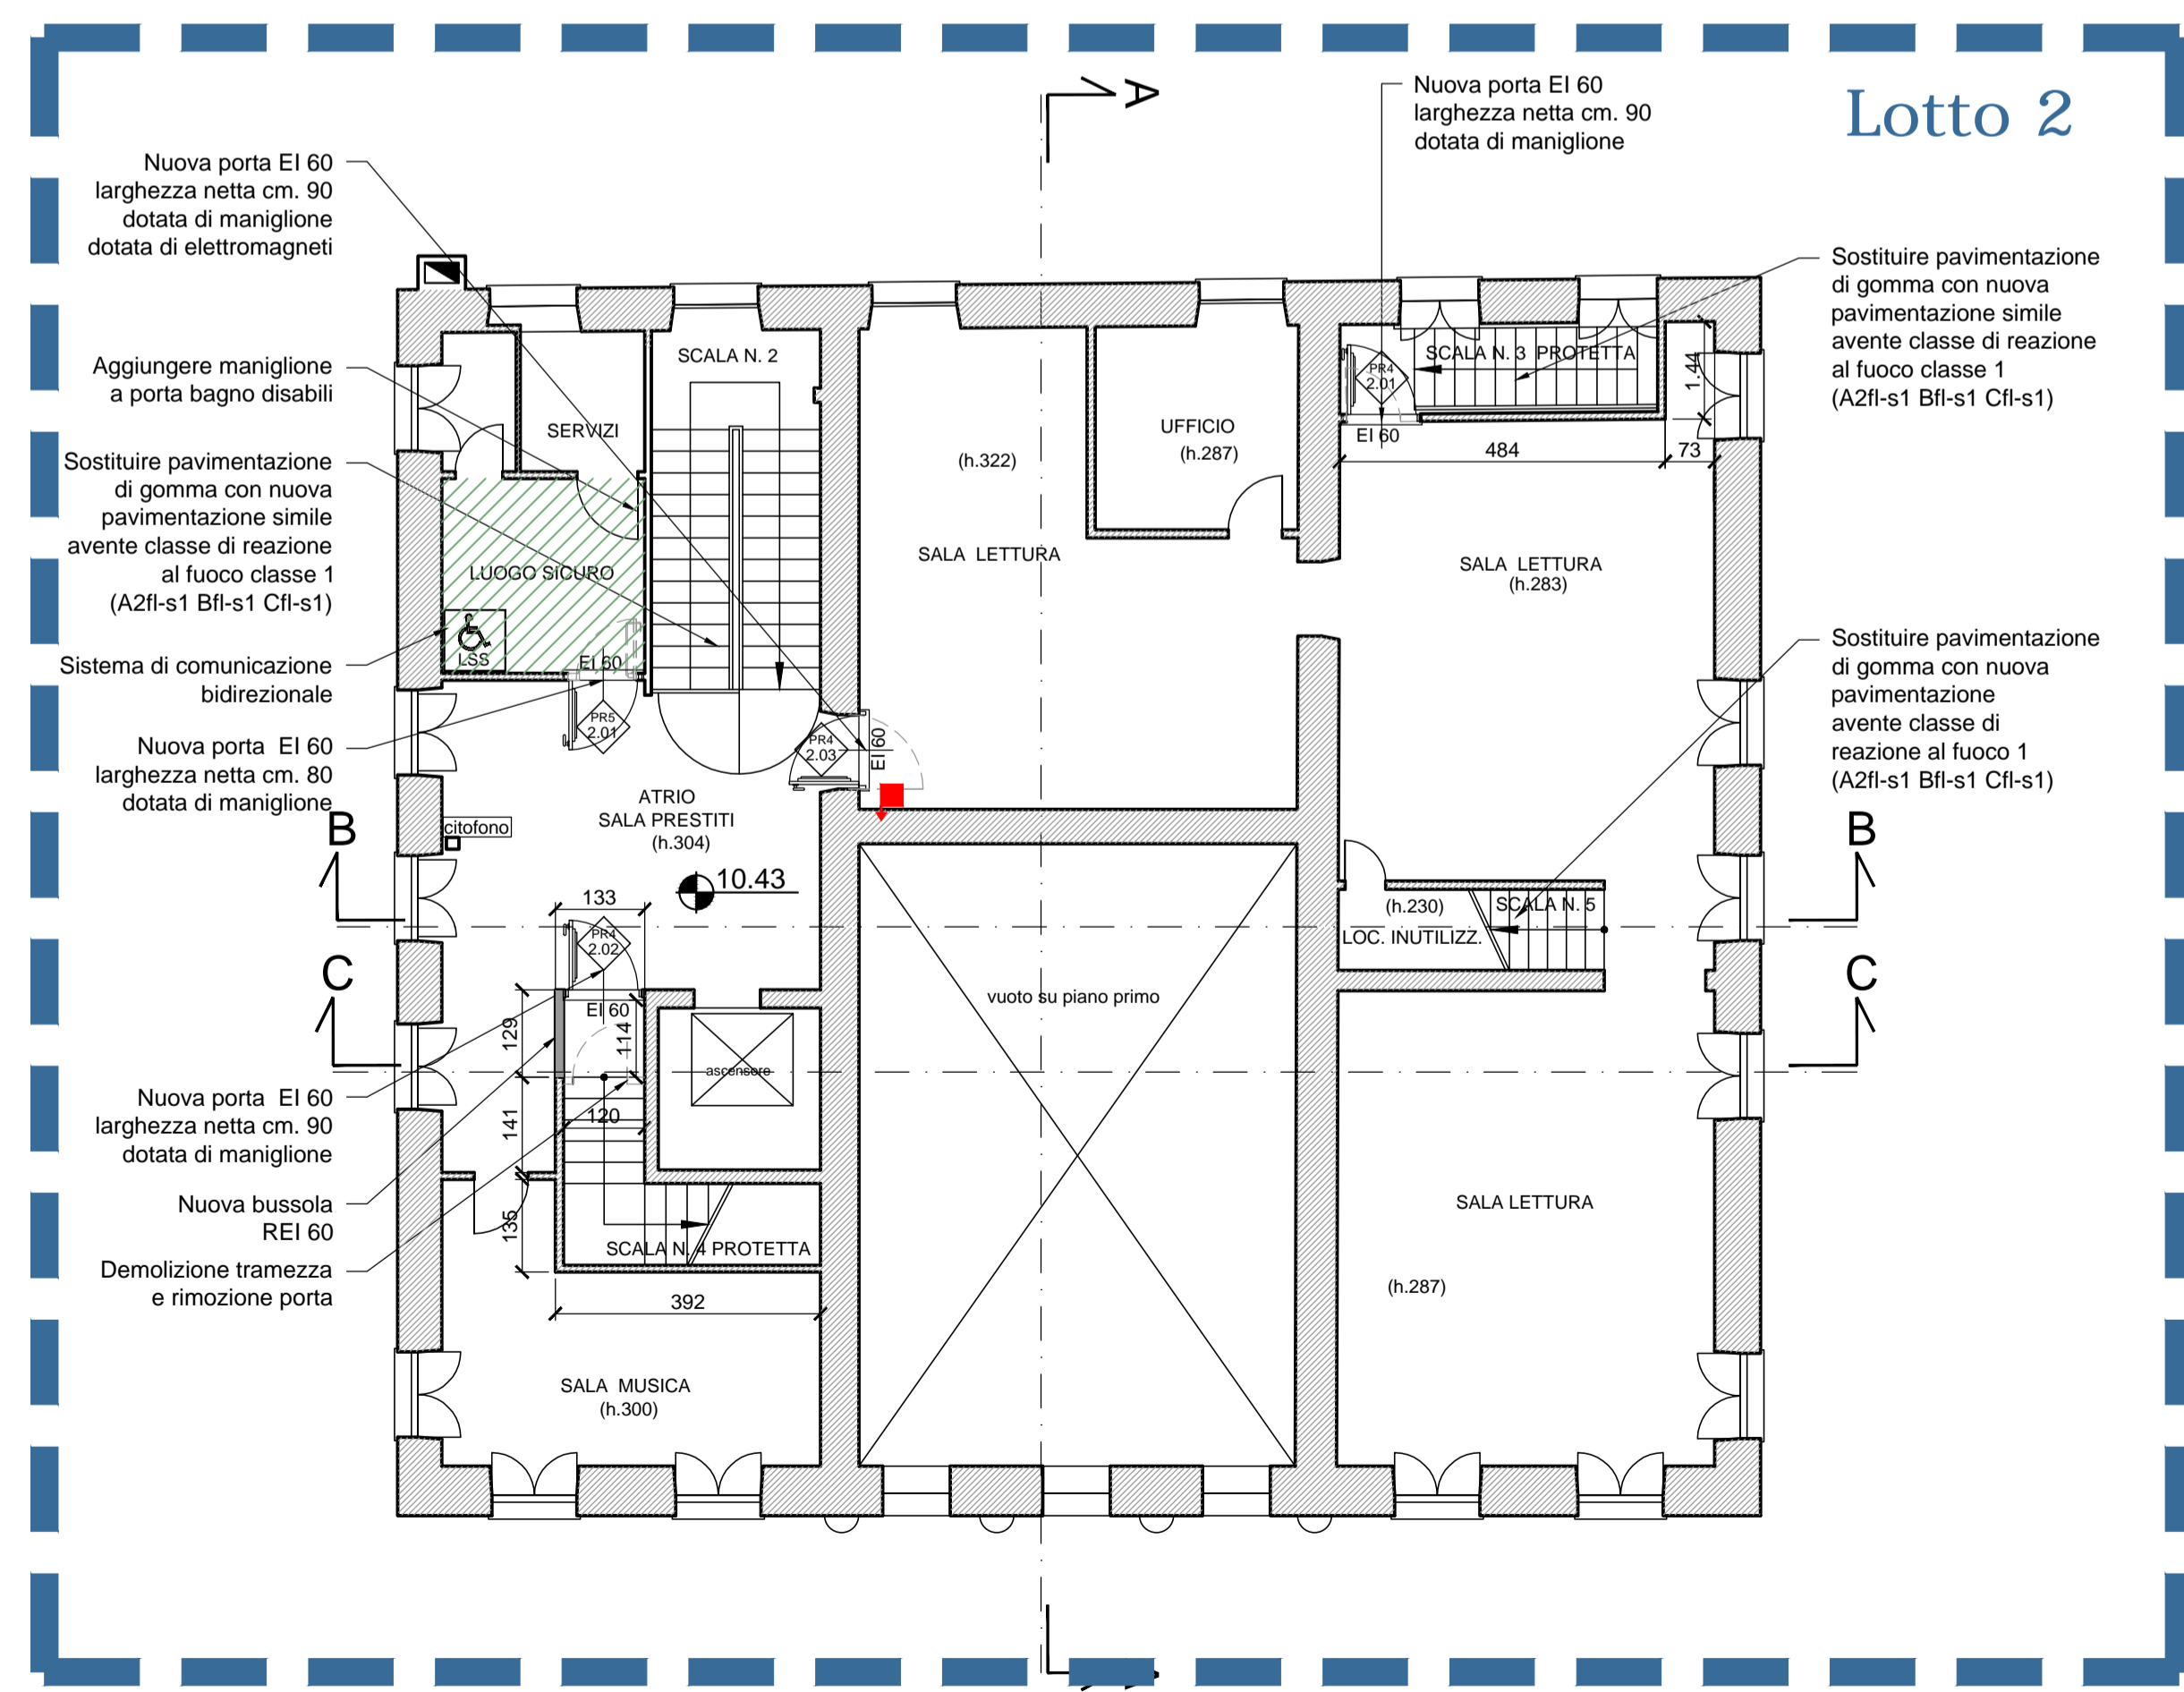 Lotto 2
A
Nuova porta EI 60
larghezza netta cm. 90
dotata di maniglione
Nuova porta EI 60
larghezza netta cm. 90
dotata di maniglione
dotata di elettromagneti
Aggiungere maniglione
a porta bagno disabili
Sostituire pavimentazione
di gomma con nuova
pavimentazione simile
avente classe di reazione
al fuoco classe 1
(A2fl-s1 Bfl-s1 Cfl-s1)
Sistema di comunicazione
bidirezionale
Nuova porta EI 60
larghezza netta cm. 80
dotata di maniglione
B
C
Nuova porta EI 60
larghezza netta cm. 90
dotata di maniglione
Nuova bussola
REI 60
Demolizione tramezza
e rimozione porta
SCALA N. 2
SERVIZI
LUOGO SICURO
LSS
EI 60
PR5
2.01
PR4
2.03
EI 60
ATRIO
SALA PRESTITI
(h.304)
citofono
10.43
133
PR4
2.02
EI 60
129
114
141
120
135
ascensore
SCALA N. 4 PROTETTA
392
SALA MUSICA
(h.300)
(h.322)
SALA LETTURA
UFFICIO
(h.287)
vuoto su piano primo
SCALA N. 3 PROTETTA
PR4
2.01
EI 60
1.44
484
73
SALA LETTURA
(h.283)
(h.230)
SCALA N. 5
LOC. INUTILIZZ.
SALA LETTURA
(h.287)
Sostituire pavimentazione
di gomma con nuova
pavimentazione simile
avente classe di reazione
al fuoco classe 1
(A2fl-s1 Bfl-s1 Cfl-s1)
Sostituire pavimentazione
di gomma con nuova
pavimentazione
avente classe di
reazione al fuoco 1
(A2fl-s1 Bfl-s1 Cfl-s1)
B
C